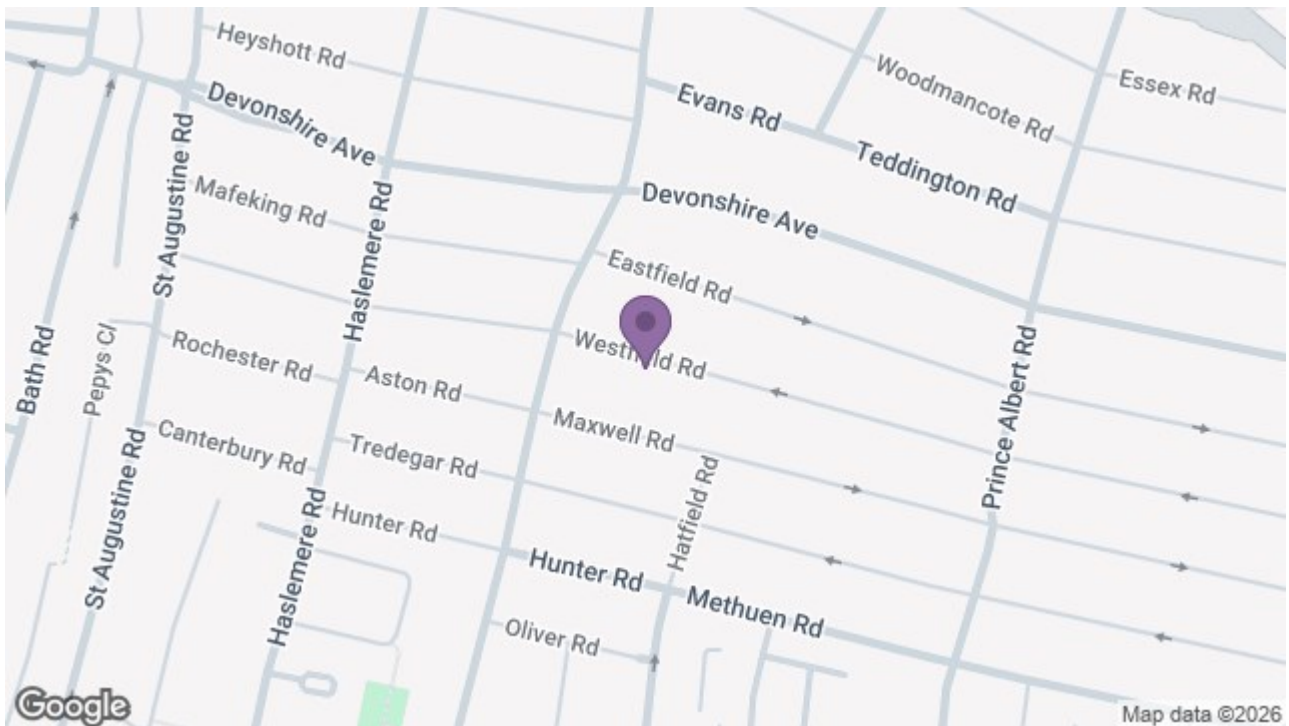 Heyshott Rd
Devonshire Ave
Evans Rd
Woodmancote Rd
Essex Rd
Teddington Rd
St Augustine Rd
Mafeking Rd
Haslemere Rd
Devonshire Ave
Eastfield Rd
Westfield Rd
Bath Rd
Pepys Cl
Rochester Rd
Aston Rd
Maxwell Rd
Prince Albert Rd
Canterbury Rd
Tredegar Rd
Hatfield Rd
St Augustine Rd
Haslemere Rd
Hunter Rd
Hunter Rd
Methuen Rd
Oliver Rd
Google
Map data ©2026